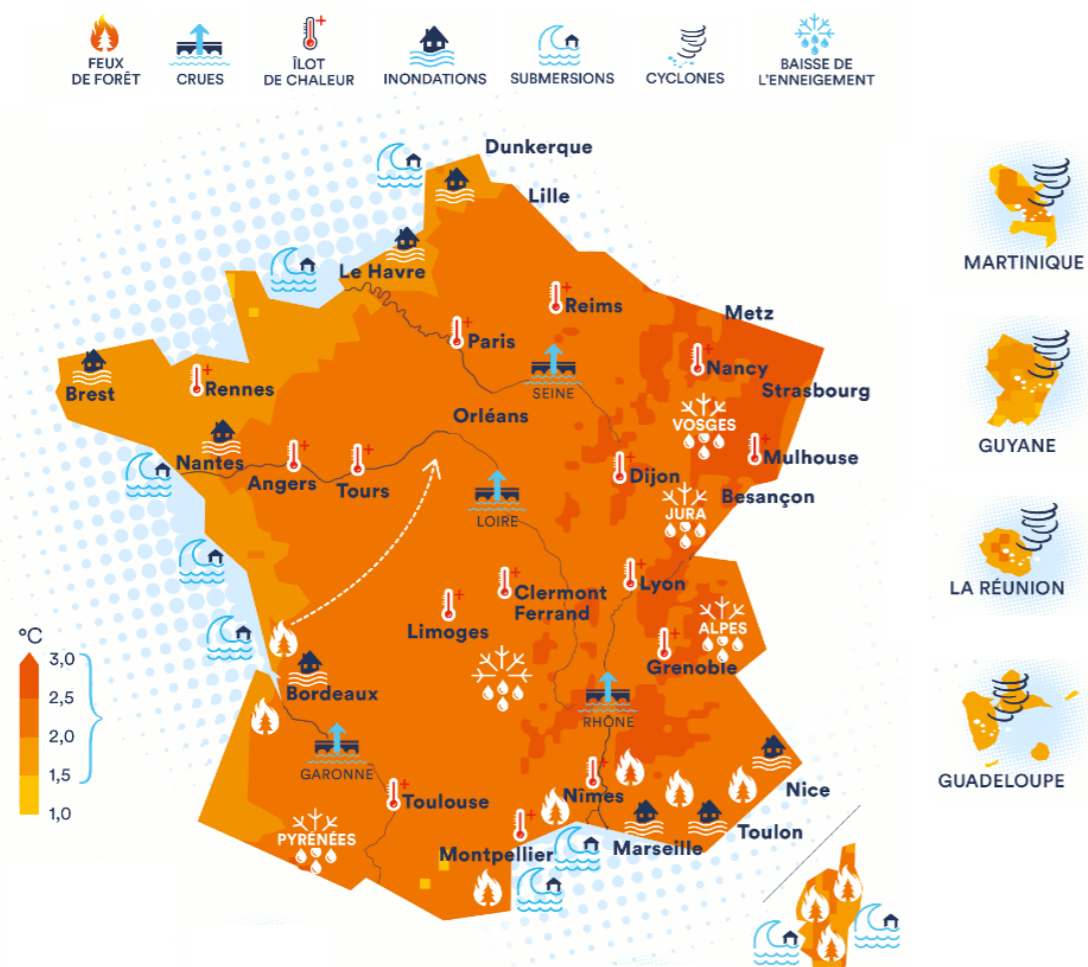 FEUX
DE FORÊT
CRUES
ÎLOT
DE CHALEUR
INONDATIONS
SUBMERSIONS
CYCLONES
BAISSE DE
L'ENNEIGEMENT
Dunkerque
Lille
Le Havre
Reims
Metz
Paris
Nancy
SEINE
Strasbourg
Brest
Rennes
Orléans
VOSGES
Nantes
Angers
Tours
Mulhouse
Dijon
Besançon
LOIRE
JURA
Clermont
Ferrand
Lyon
Limoges
ALPES
Grenoble
Bordeaux
RHÔNE
GARONNE
Toulouse
Nîmes
Nice
Toulon
PYRÉNÉES
Montpellier
Marseille
°C
3,0
2,5
2,0
1,5
1,0
MARTINIQUE
GUYANE
LA RÉUNION
GUADELOUPE